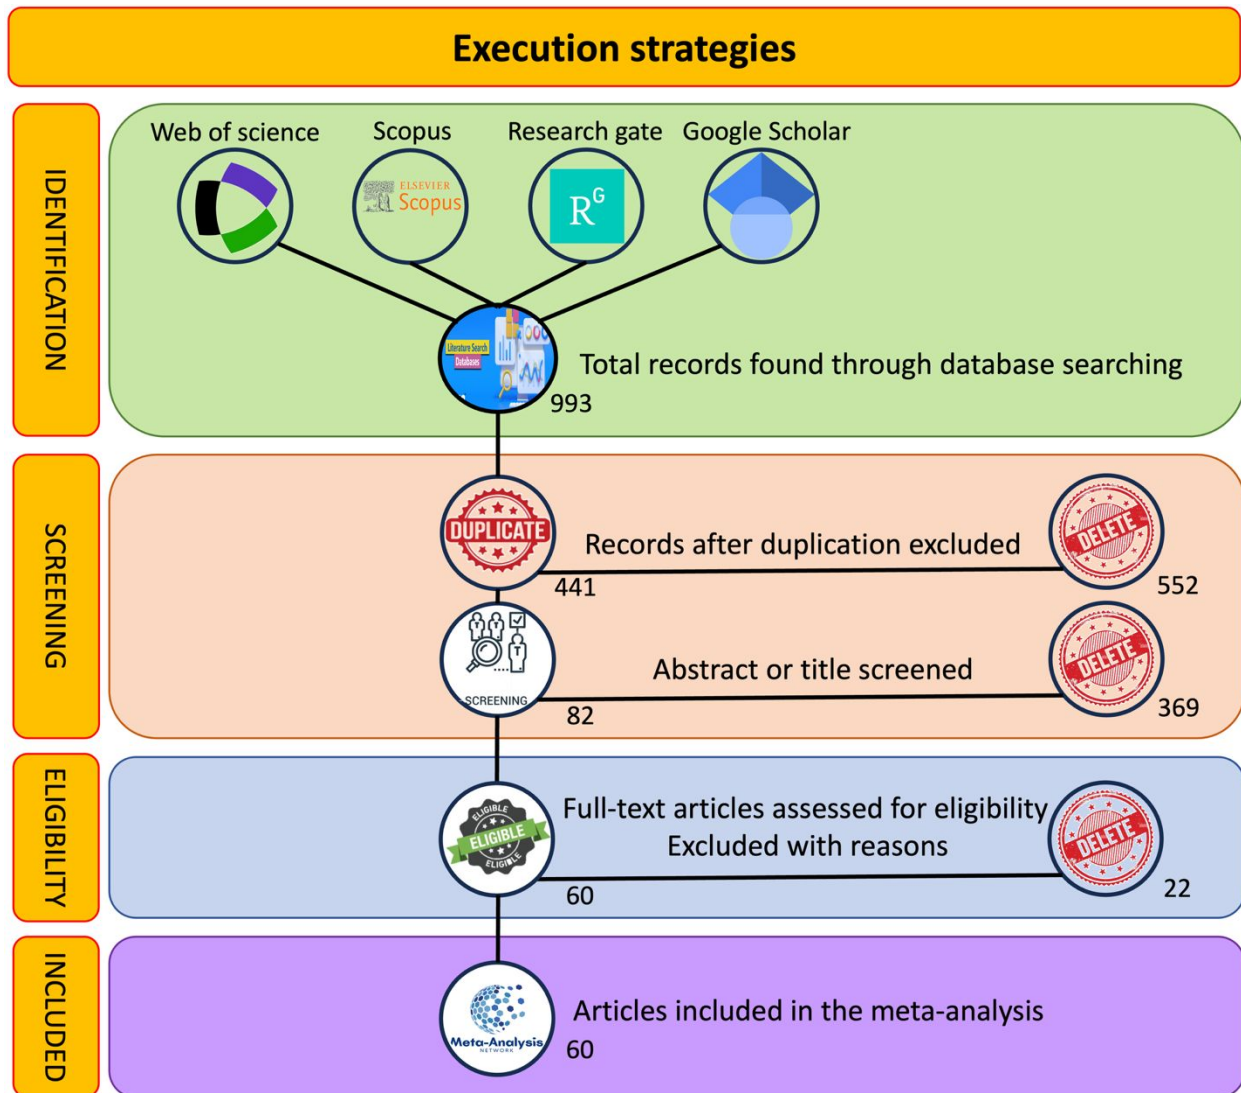 Execution strategies
IDENTIFICATION
Web of science
Scopus
Research gate
Google Scholar
ELSEVIER
Scopus
R^G
Literature Search
Databases
Total records found through database searching
993
SCREENING
DUPLICATE
Records after duplication excluded
DELETE
441
552
SCREENING
Abstract or title screened
DELETE
82
369
ELIGIBILITY
ELIGIBLE
ELIGIBLE
ELIGIBLE
Full-text articles assessed for eligibility
Excluded with reasons
DELETE
60
22
INCLUDED
Meta-Analysis
NETWORK
Articles included in the meta-analysis
60